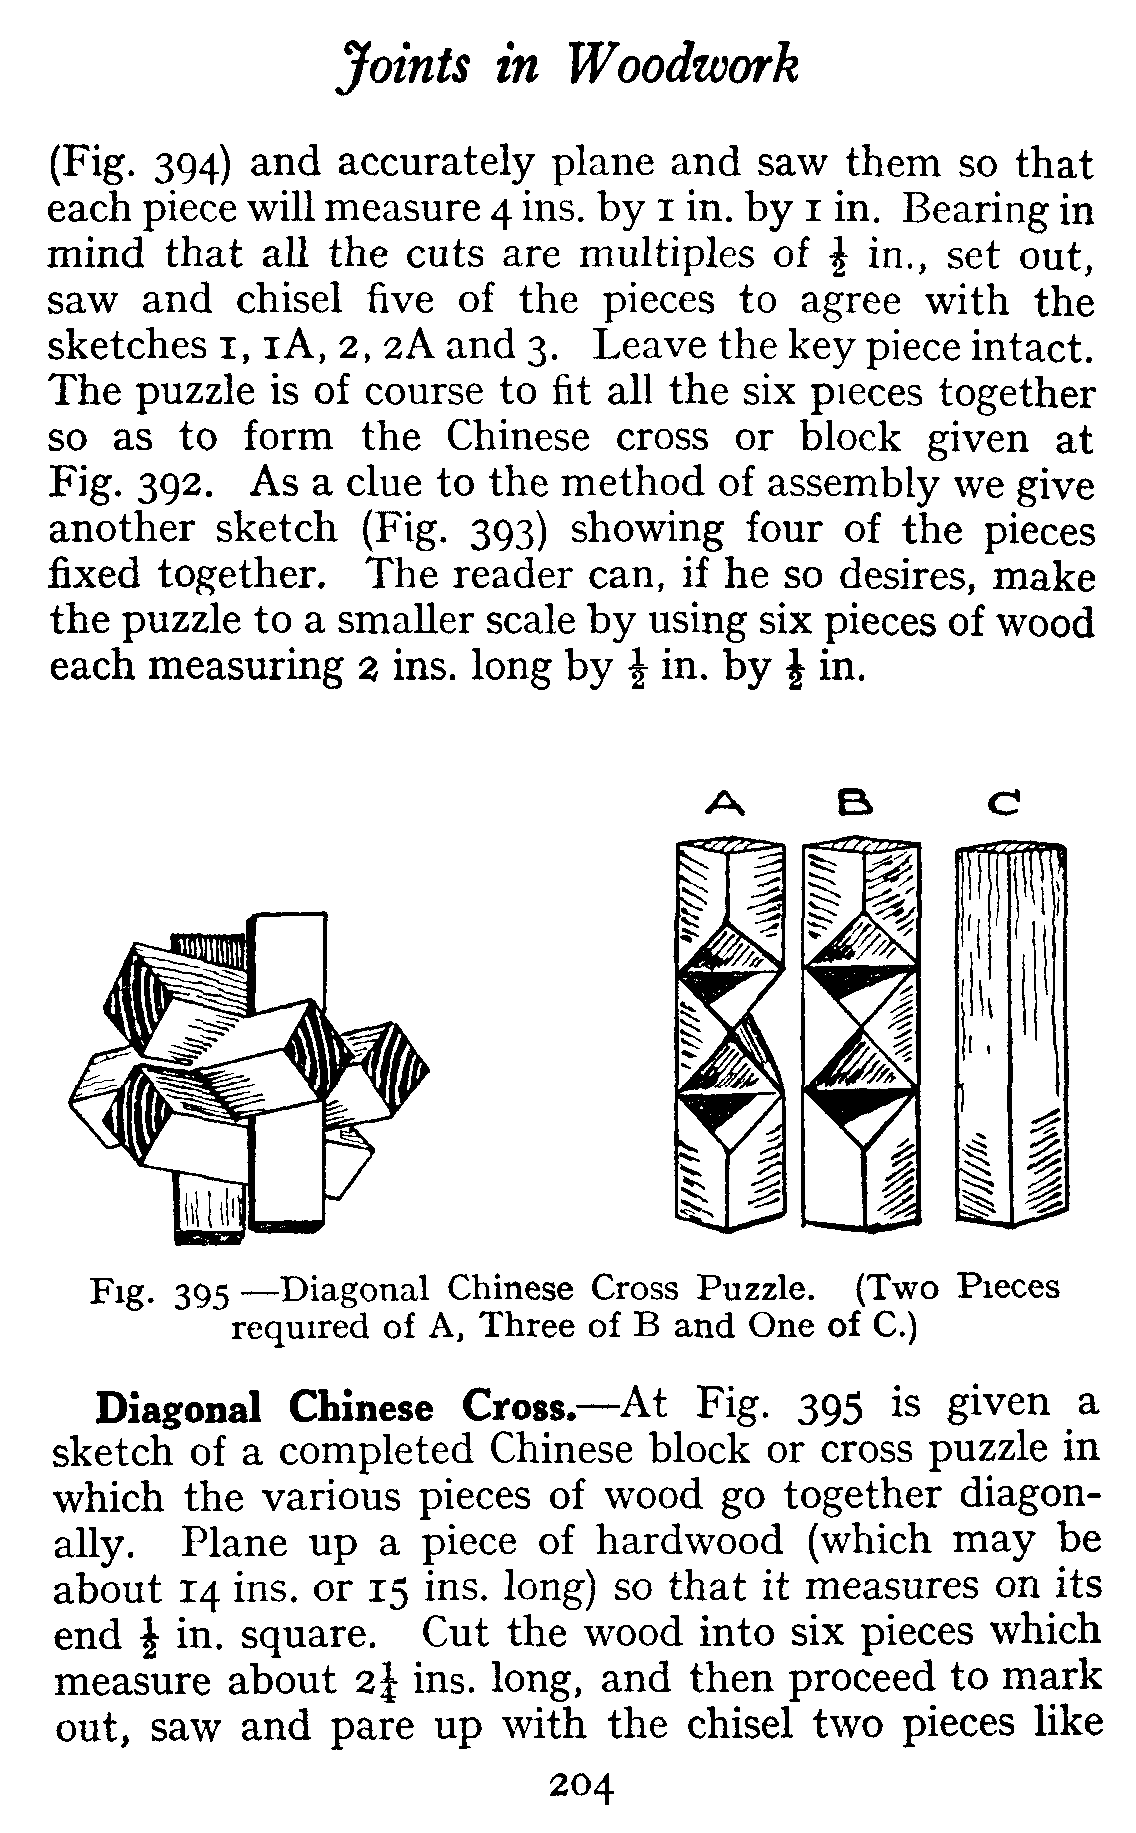 Joints in Woodwork
(Fig. 394) and accurately plane and saw them so that
each piece will measure 4 ins. by 1 in. by 1 in. Bearing in
mind that all the cuts are multiples of ½ in., set out,
saw and chisel five of the pieces to agree with the
sketches 1, 1A, 2, 2A and 3. Leave the key piece intact.
The puzzle is of course to fit all the six pieces together
so as to form the Chinese cross or block given at
Fig. 392. As a clue to the method of assembly we give
another sketch (Fig. 393) showing four of the pieces
fixed together. The reader can, if he so desires, make
the puzzle to a smaller scale by using six pieces of wood
each measuring 2 ins. long by ½ in. by ½ in.
A B C
Fig. 395 —Diagonal Chinese Cross Puzzle. (Two Pieces
required of A, Three of B and One of C.)
Diagonal Chinese Cross.—At Fig. 395 is given a
sketch of a completed Chinese block or cross puzzle in
which the various pieces of wood go together diagon-
ally. Plane up a piece of hardwood (which may be
about 14 ins. or 15 ins. long) so that it measures on its
end ½ in. square. Cut the wood into six pieces which
measure about 2¼ ins. long, and then proceed to mark
out, saw and pare up with the chisel two pieces like
204